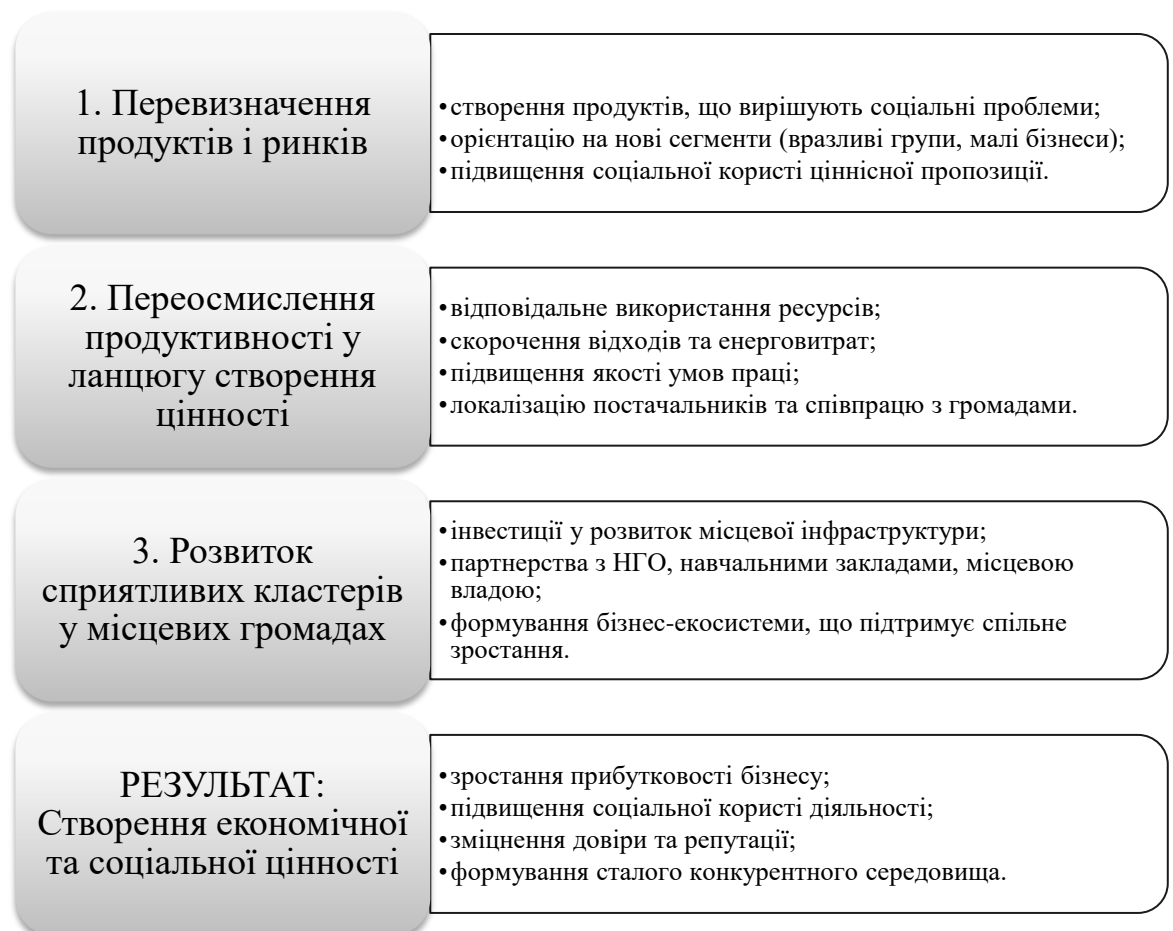 1. Перевизначення
продуктів і ринків
•створення продуктів, що вирішують соціальні проблеми;
•орієнтацію на нові сегменти (вразливі групи, малі бізнеси);
•підвищення соціальної користі ціннісної пропозиції.
2. Переосмислення
продуктивності у
ланцюгу створення
цінності
•відповідальне використання ресурсів;
•скорочення відходів та енерговитрат;
•підвищення якості умов праці;
•локалізацію постачальників та співпрацю з громадами.
3. Розвиток
сприятливих кластерів
у місцевих громадах
•інвестиції у розвиток місцевої інфраструктури;
•партнерства з НГО, навчальними закладами, місцевою
владою;
•формування бізнес-екосистеми, що підтримує спільне
зростання.
РЕЗУЛЬТАТ:
Створення економічної
та соціальної цінності
•зростання прибутковості бізнесу;
•підвищення соціальної користі діяльності;
•зміцнення довіри та репутації;
•формування сталого конкурентного середовища.